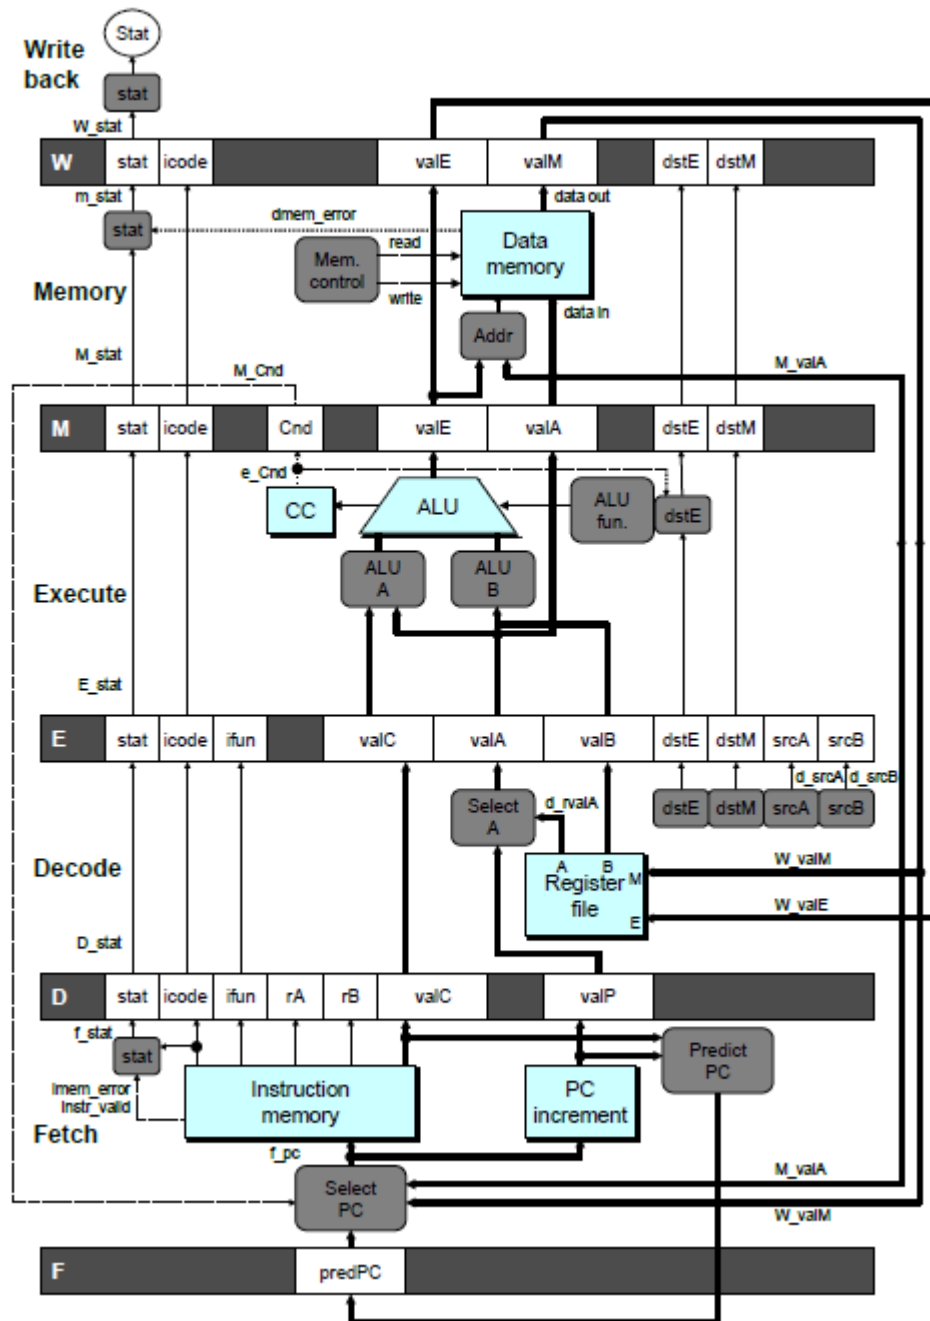 Stat
Write
back
stat
W_stat
W stat icode valE valM dstE dstM
m_stat
data out
dmem_error
stat
read
Mem.
control
Data
memory
write
data in
Memory
Addr
M_stat
M_Cnd
M_valA
M stat icode Cnd valE valA dstE dstM
e_Cnd
CC
ALU
ALU
fun.
dstE
ALU
A
ALU
B
Execute
E_stat
E stat icode ifun valC valA valB dstE dstM srcA srcB
d_srcA d_srcB
Select
A
d_rvalA
dstE dstM srcA srcB
Decode
A B
M
Register
file
E
W_valM
W_valE
D_stat
D stat icode ifun rA rB valC valP
f_stat
stat
Predict
PC
Imem_error
Instr_valid
Instruction
memory
PC
increment
Fetch
f_pc
Select
PC
M_valA
W_valM
F predPC